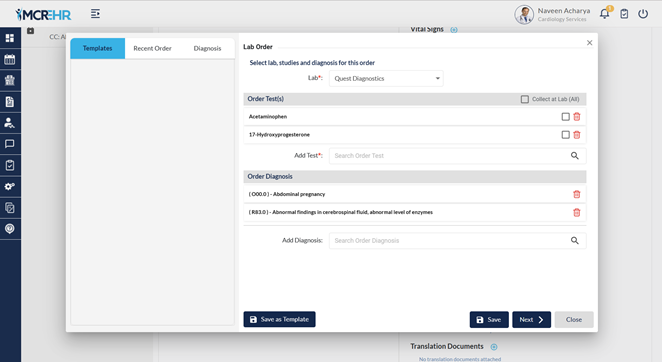 MCREHR
Naveen Acharya
Cardiology Services
1
Vital Signs
CC: A
Templates
Recent Order
Diagnosis
Lab Order
Select lab, studies and diagnosis for this order
Lab*: Quest Diagnostics
Order Test(s) Collect at Lab (All)
Acetaminophen
17-Hydroxyprogesterone
Add Test*: Search Order Test
Order Diagnosis
( O00.0 ) - Abdominal pregnancy
( R83.0 ) - Abnormal findings in cerebrospinal fluid, abnormal level of enzymes
Add Diagnosis: Search Order Diagnosis
Save as Template
Save
Next
Close
Translation Documents
No translation documents attached